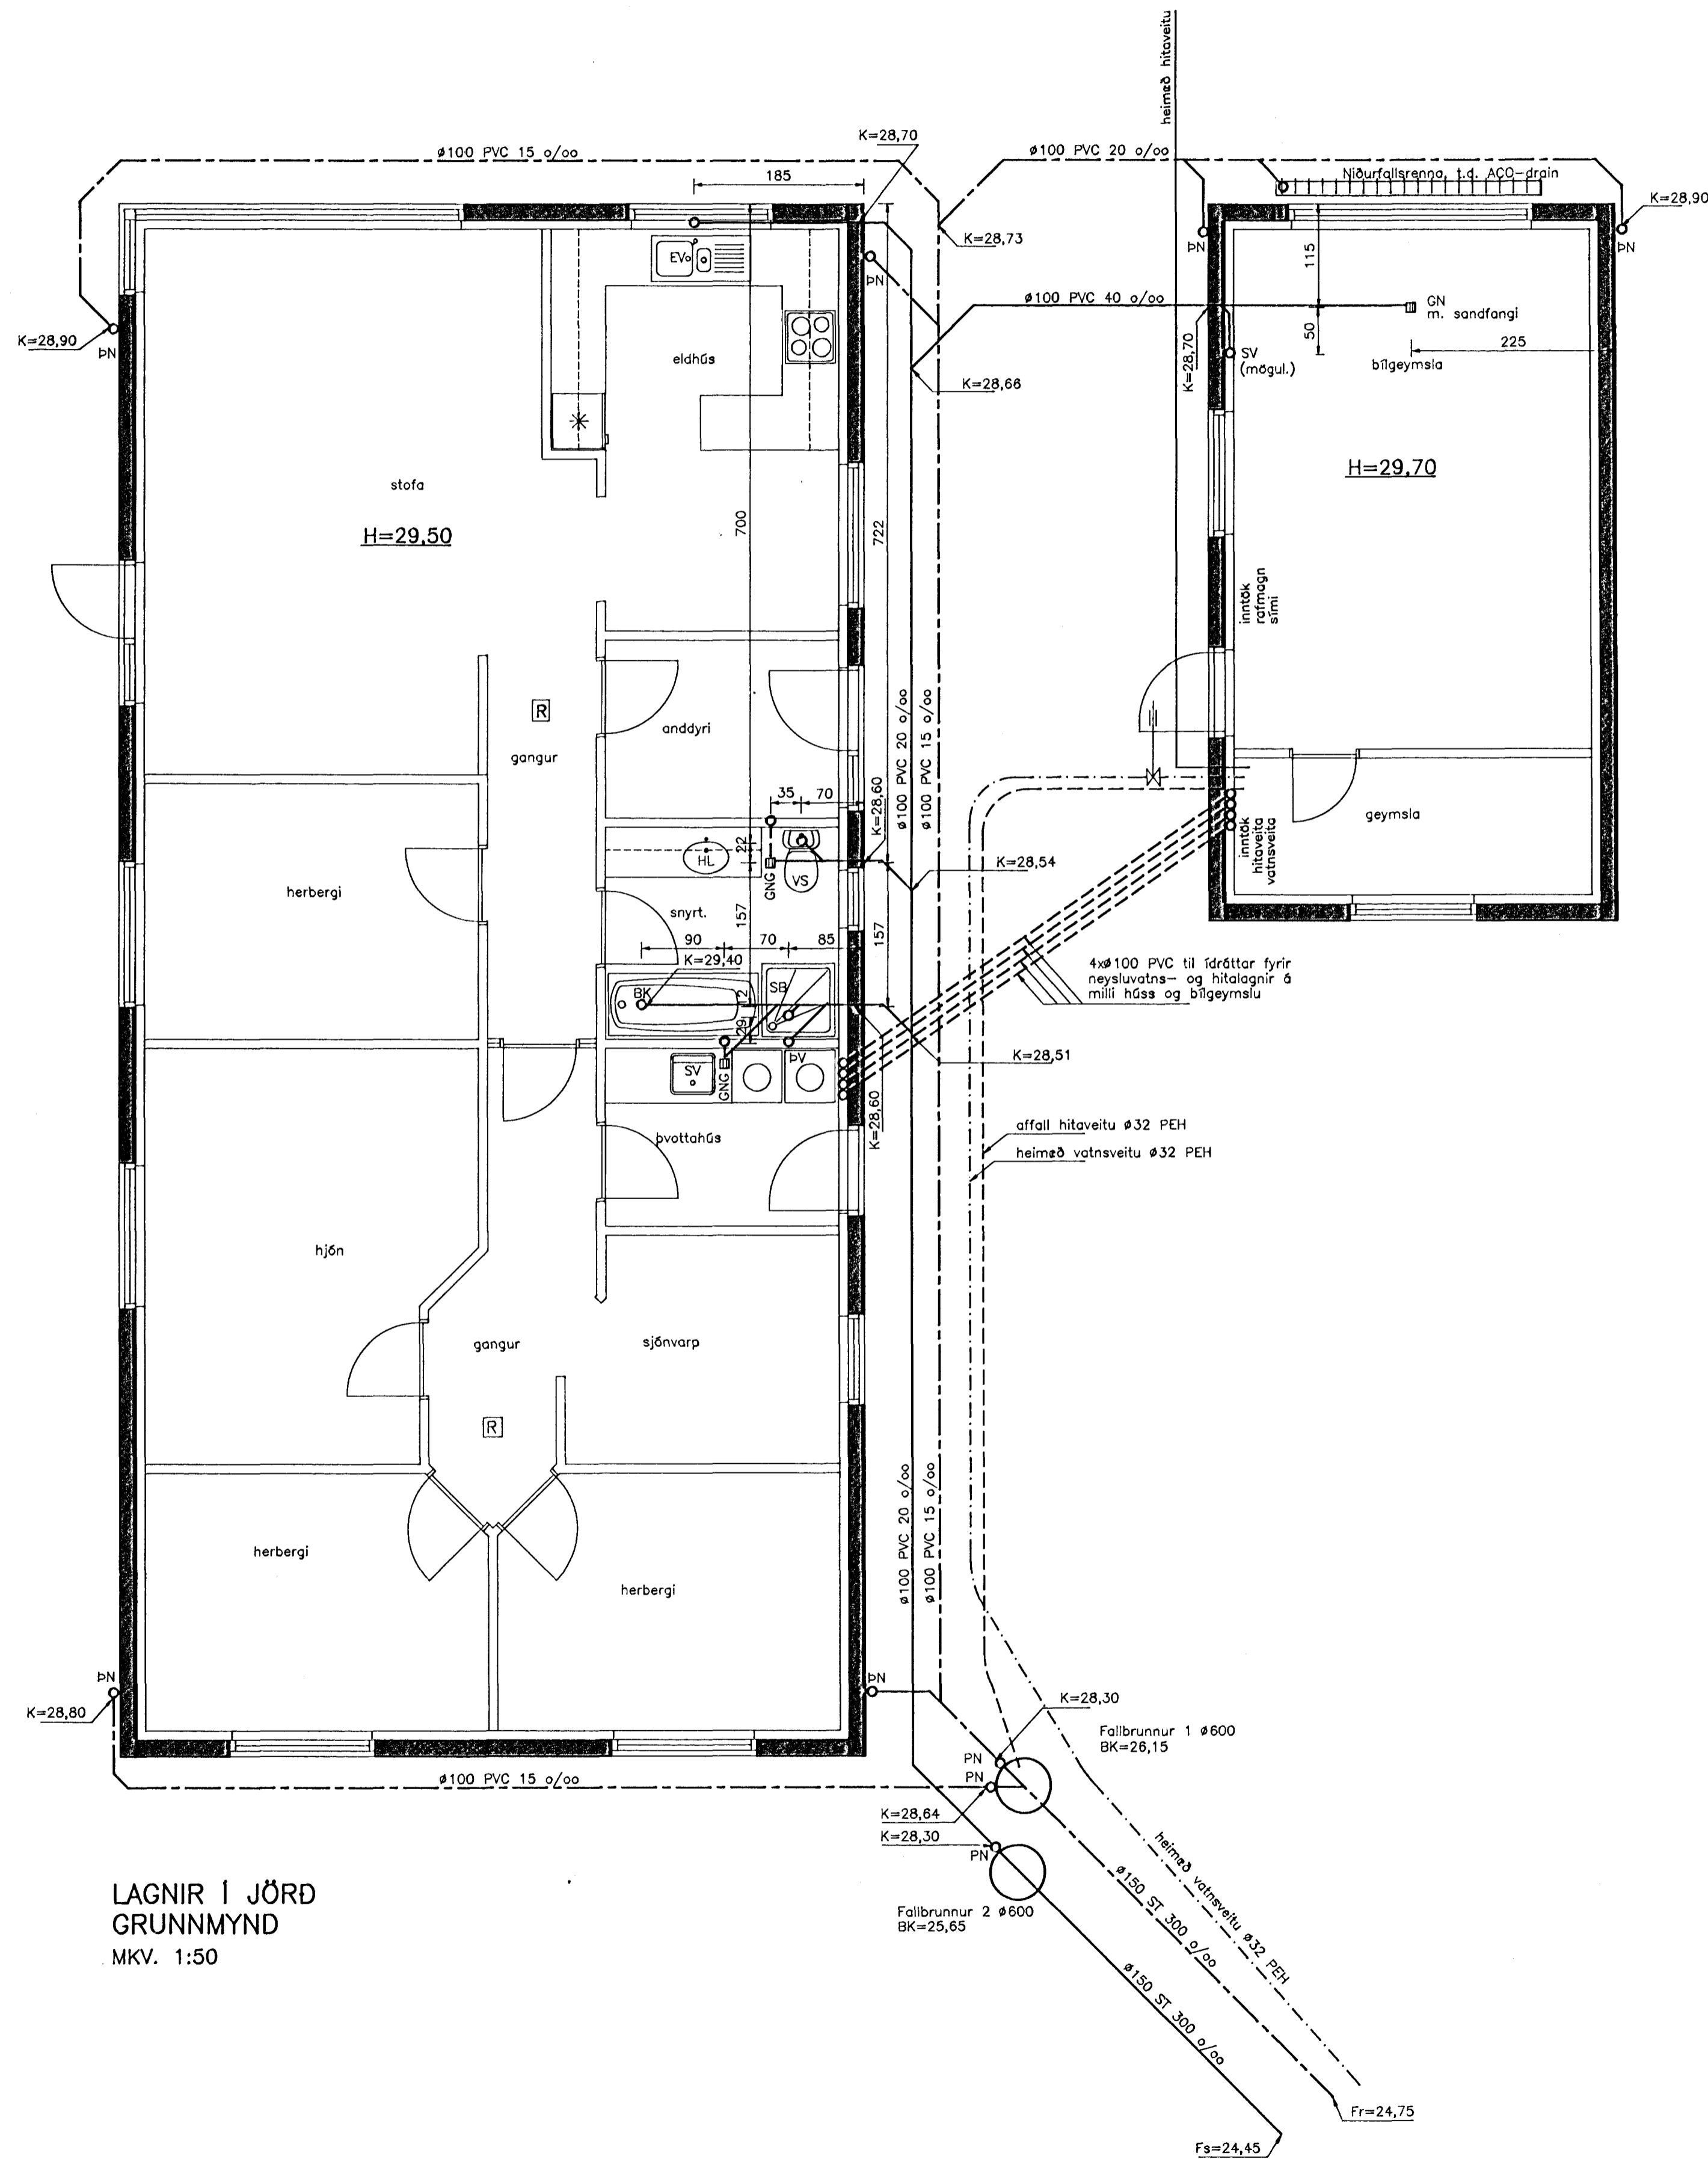 heimæð hitaveitu
K=28,70
ø100 PVC 15 o/oo
ø100 PVC 20 o/oo
185
Niðurfallsrenna, t.d. ACO-drain
K=28,90
K=28,73
ÞN
ÞN
EV
ÞN
115
ø100 PVC 40 o/oo
GN
m. sandfangi
K=28,90
ÞN
50
225
K=28,70
SV
(mögul.)
bílgeymsla
eldhús
K=28,66
H=29,70
stofa
H=29,50
700
722
inntök
rafmagn
sími
R
anddyri
gangur
ø100 PVC 20 o/oo
ø100 PVC 15 o/oo
35
70
K=28,60
geymsla
22
HL
GNG
VS
K=28,54
inntök
hitaveita
vatnsveita
herbergi
snyrt.
157
157
90
70
85
K=29,40
4xø100 PVC til ídráttar fyrir
neysluvatns- og hitalagnir á
milli húss og bílgeymslu
BK
12
SB
29
K=28,51
SV
GNG
ÞV
K=28,60
affall hitaveitu ø32 PEH
þvottahús
heimæð vatnsveitu ø32 PEH
hjón
gangur
sjónvarp
R
ø100 PVC 20 o/oo
ø100 PVC 15 o/oo
herbergi
herbergi
ÞN
ÞN
K=28,80
K=28,30
Fallbrunnur 1 ø600
BK=26,15
PN
PN
ø100 PVC 15 o/oo
K=28,64
K=28,30
PN
heimæð vatnsveitu ø32 PEH
ø150 ST 300 o/oo
LAGNIR Í JÖRÐ
GRUNNMYND
MKV. 1:50
Fallbrunnur 2 ø600
BK=25,65
ø150 ST 300 o/oo
Fr=24,75
Fs=24,45